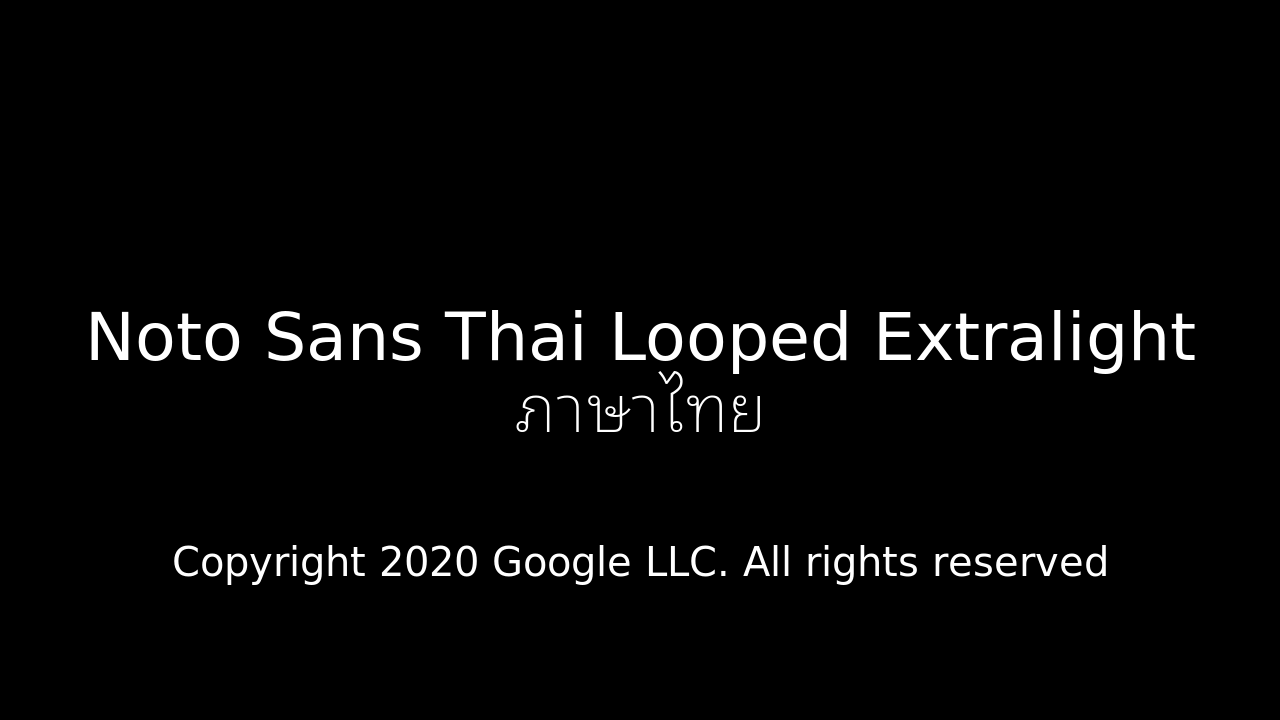 Noto Sans Thai Looped Extralight
ภาษาไทย
Copyright 2020 Google LLC. All rights reserved